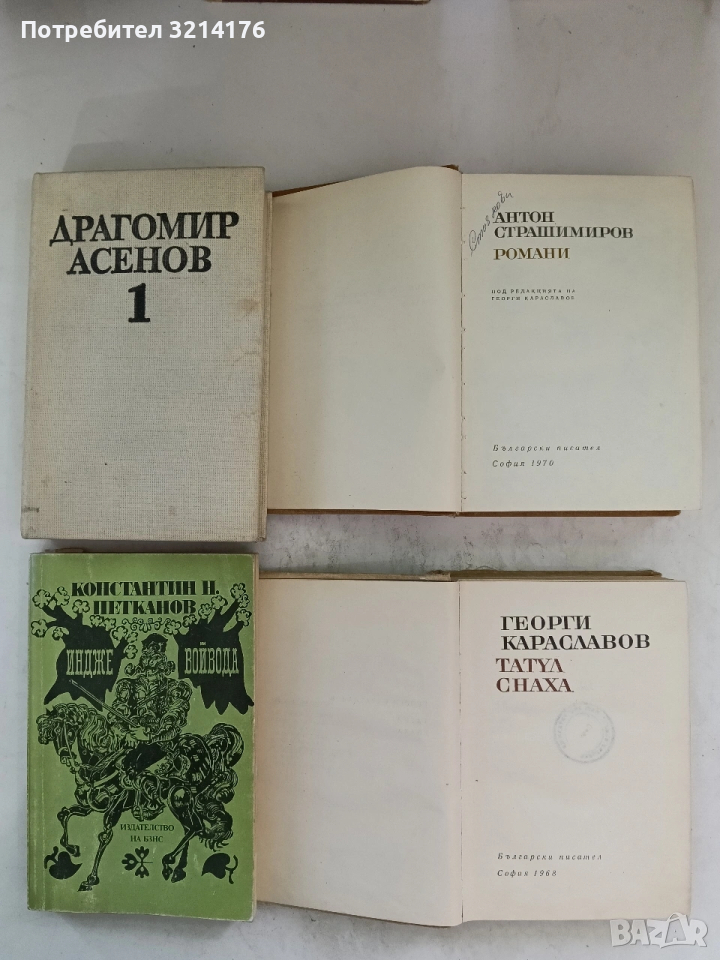 Потребител 3214176
ДРАГОМИР
АСЕНОВ
1
АНТОН
СТРАШИМИРОВ
РОМАНИ
ПОД РЕДАКЦИЯТА НА
ГЕОРГИ КАРАСЛАВОВ
Български писател
София 1970
КОНСТАНТИН Н.
ПЕТКАНОВ
ИНДЖЕ
ВОЙВОДА
ИЗДАТЕЛСТВО
НА БЗНС
ГЕОРГИ
КАРАСЛАВОВ
ТАТУЛ
СНАХА
Български писател
София 1968
BAZAR